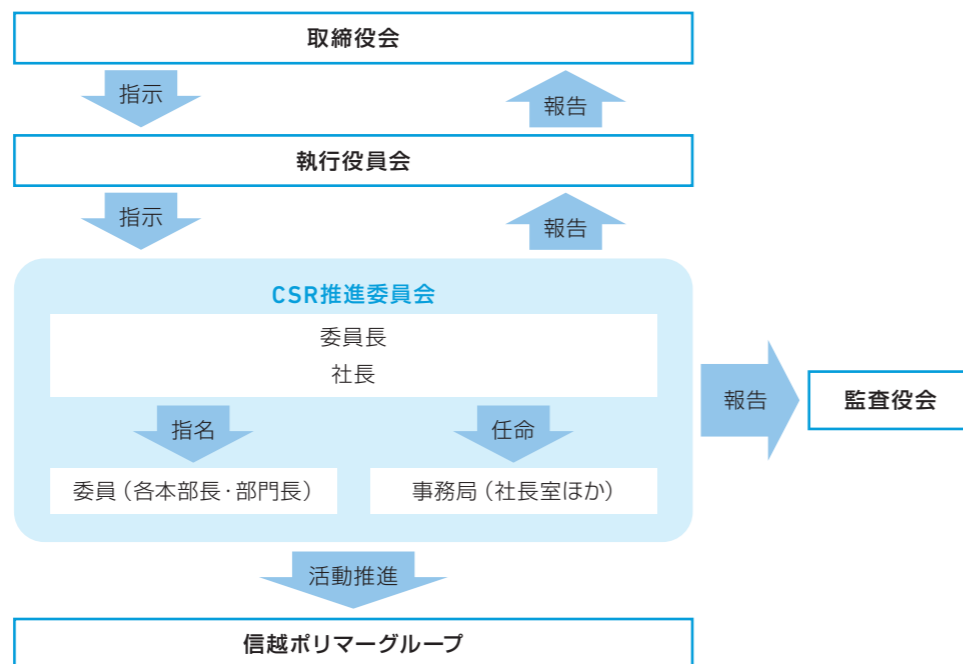 取締役会
指示
報告
執行役員会
指示
報告
CSR推進委員会
委員長
社長
指名
任命
委員（各本部長・部門長）
事務局（社長室ほか）
報告
監査役会
活動推進
信越ポリマーグループ